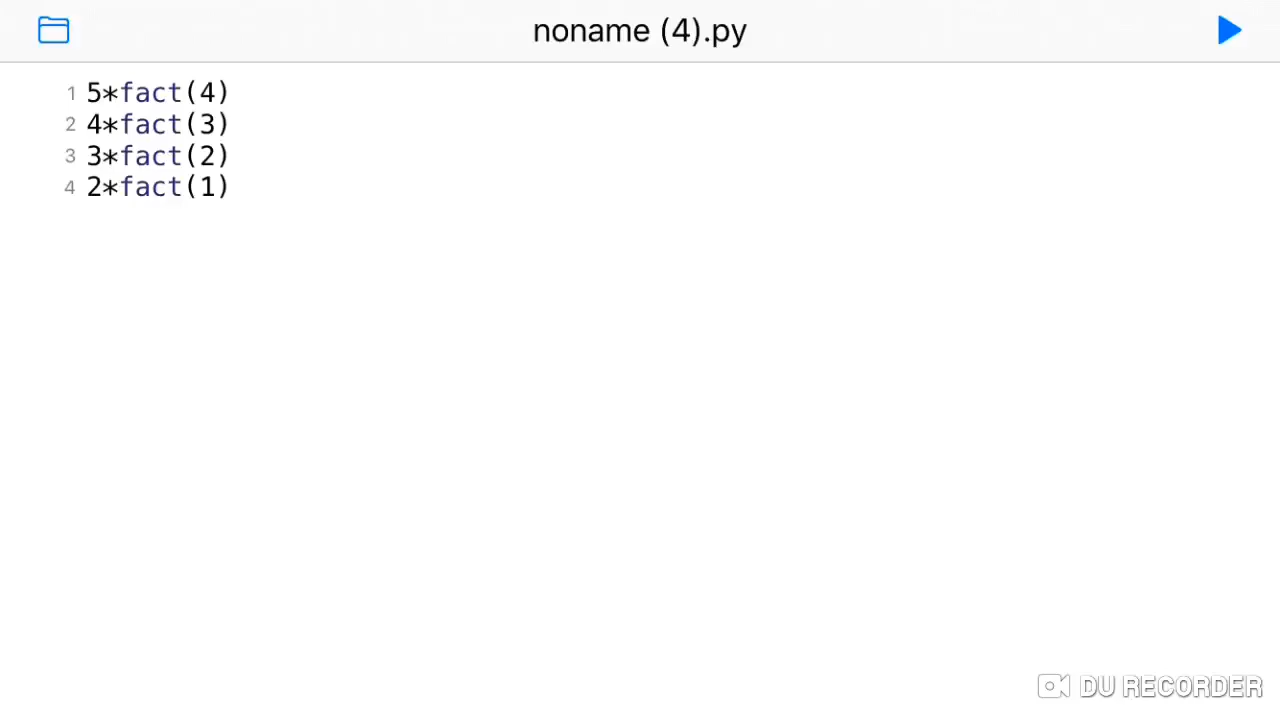 noname (4).py
1 5*fact(4)
2 4*fact(3)
3 3*fact(2)
4 2*fact(1)
DU RECORDER